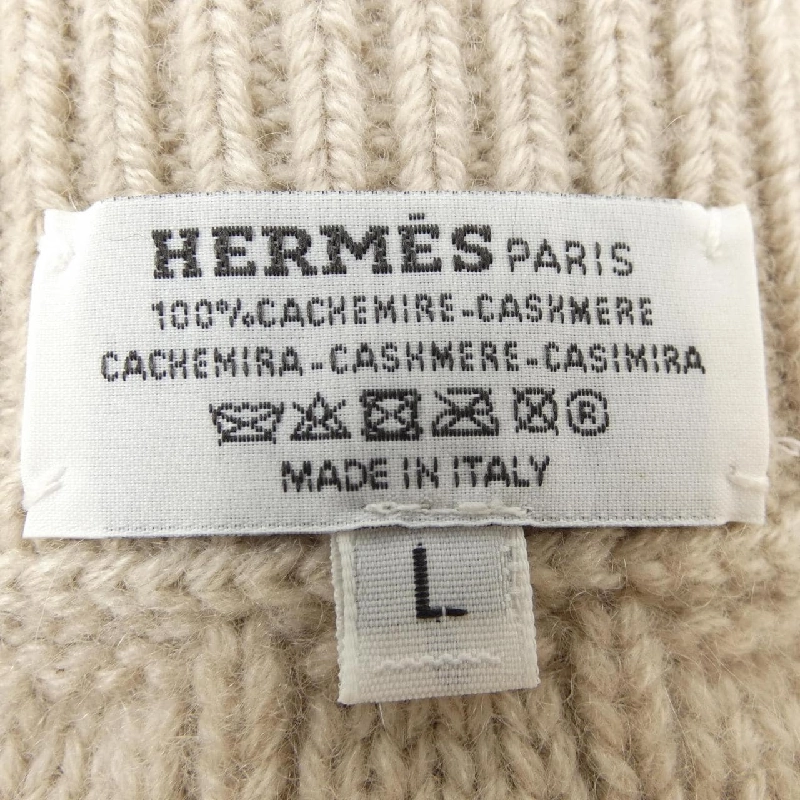 HERMÈS PARIS
100%CACHEMIRE-CASHMERE
CACHEMIRA-CASHMERE-CASIMIRA
®
MADE IN ITALY
L